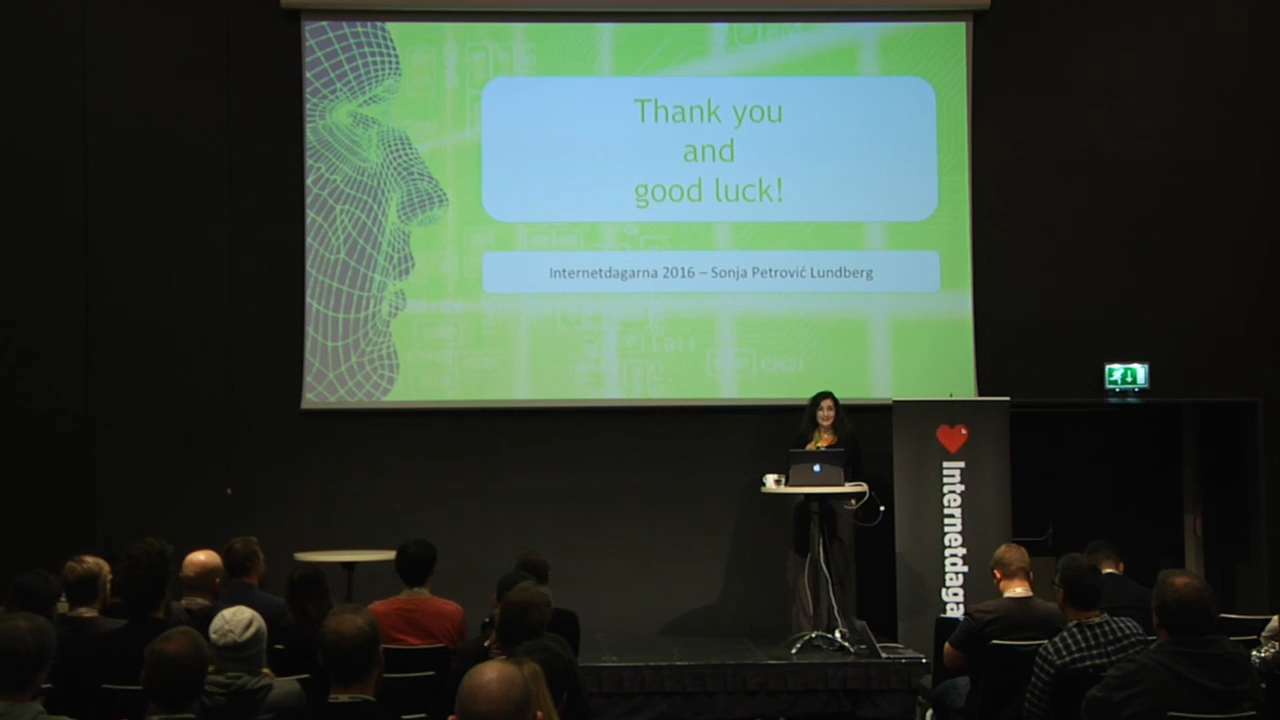 Thank you
and
good luck!
Internetdagarna 2016 – Sonja Petrović Lundberg
Internetdaga